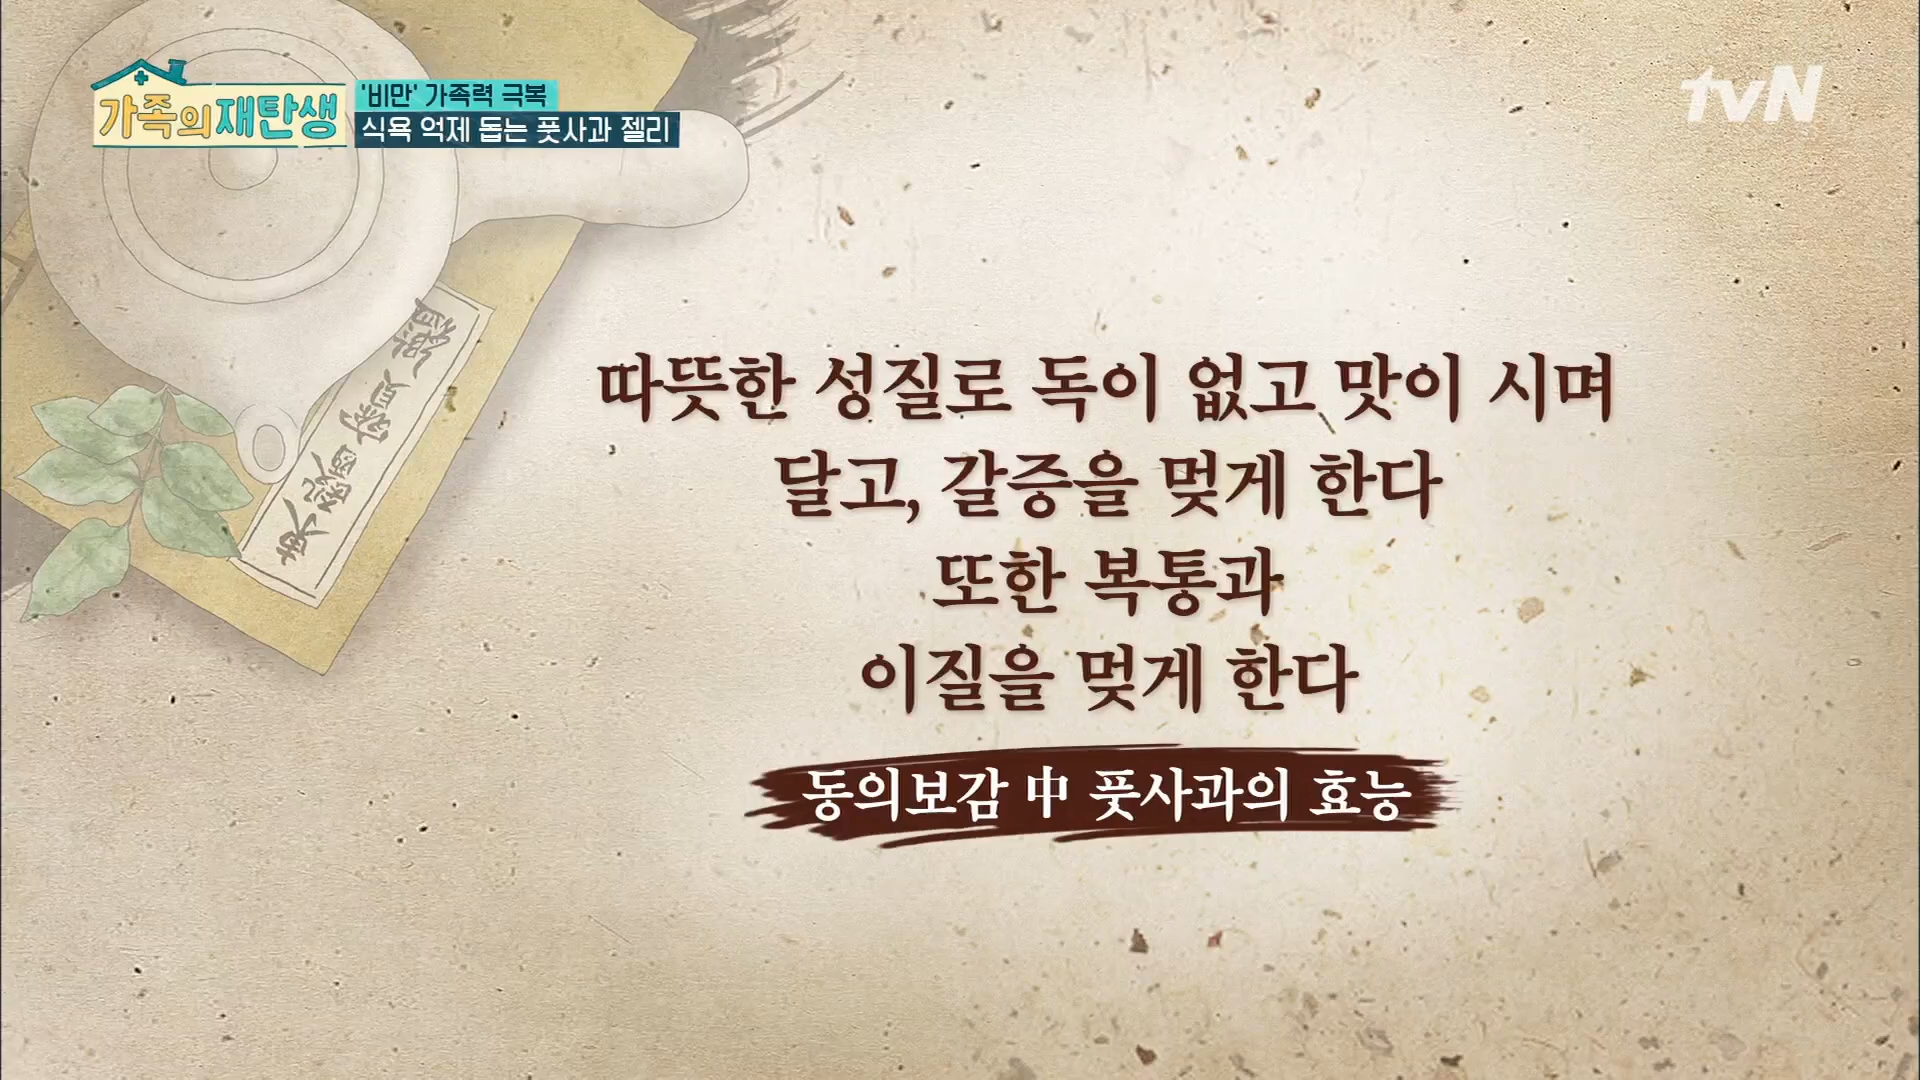 가족의 재탄생
'비만' 가족력 극복
식욕 억제 돕는 풋사과 젤리
tvN
따뜻한 성질로 독이 없고 맛이 시며
달고, 갈증을 멎게 한다
또한 복통과
이질을 멎게 한다
동의보감 中 풋사과의 효능